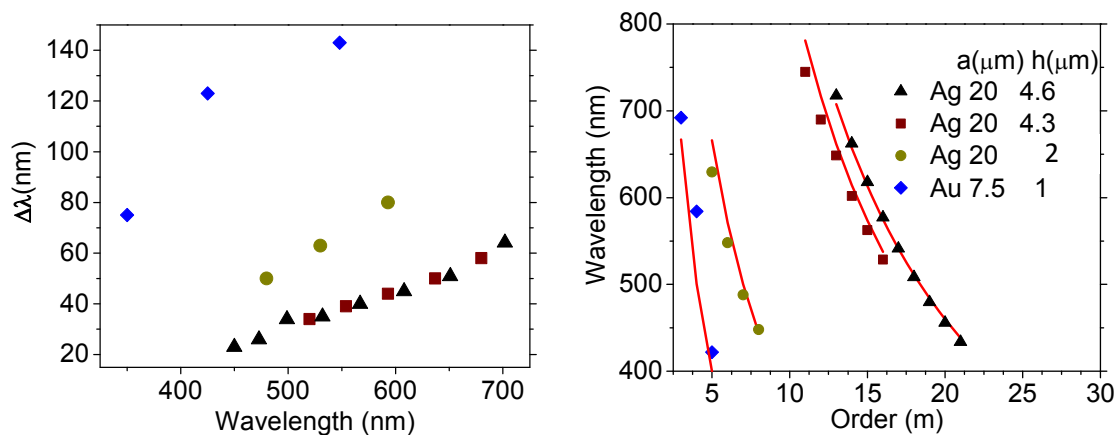 140
120
100
80
60
40
20
Δλ(nm)
400 500 600 700
Wavelength (nm)
800
700
600
500
400
Wavelength (nm)
a(μm) h(μm)
Ag 20 4.6
Ag 20 4.3
Ag 20 2
Au 7.5 1
5 10 15 20 25 30
Order (m)